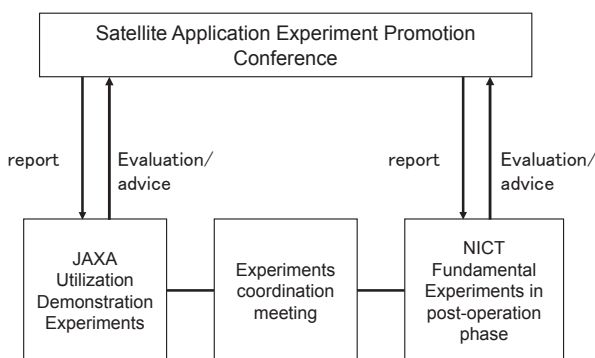 Satellite Application Experiment Promotion
Conference
report
Evaluation/
advice
report
Evaluation/
advice
JAXA
Utilization
Demonstration
Experiments
Experiments
coordination
meeting
NICT
Fundamental
Experiments in
post-operation
phase